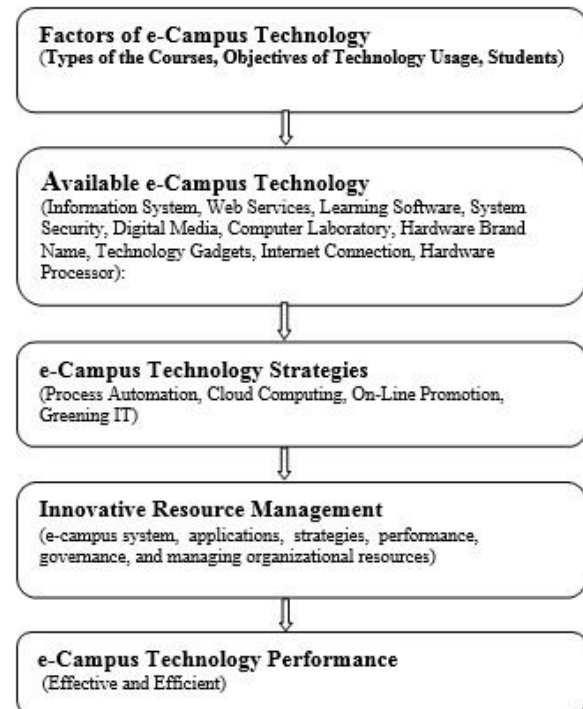 Factors of e-Campus Technology
(Types of the Courses, Objectives of Technology Usage, Students)
Available e-Campus Technology
(Information System, Web Services, Learning Software, System
Security, Digital Media, Computer Laboratory, Hardware Brand
Name, Technology Gadgets, Internet Connection, Hardware
Processor):
e-Campus Technology Strategies
(Process Automation, Cloud Computing, On-Line Promotion,
Greening IT)
Innovative Resource Management
(e-campus system, applications, strategies, performance,
governance, and managing organizational resources)
e-Campus Technology Performance
(Effective and Efficient)